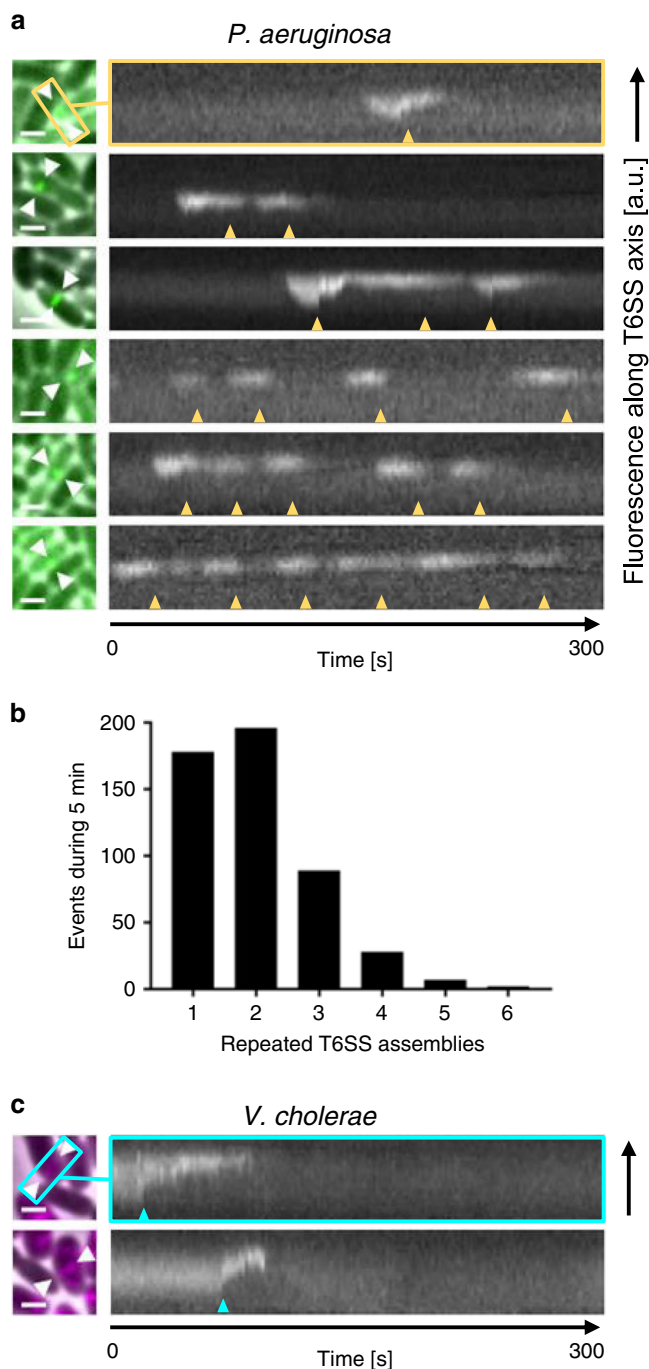 a
P. aeruginosa
Fluorescence along T6SS axis [a.u.]
0
300
Time [s]
b
200
150
100
50
0
Events during 5 min
1 2 3 4 5 6
Repeated T6SS assemblies
c
V. cholerae
0
300
Time [s]